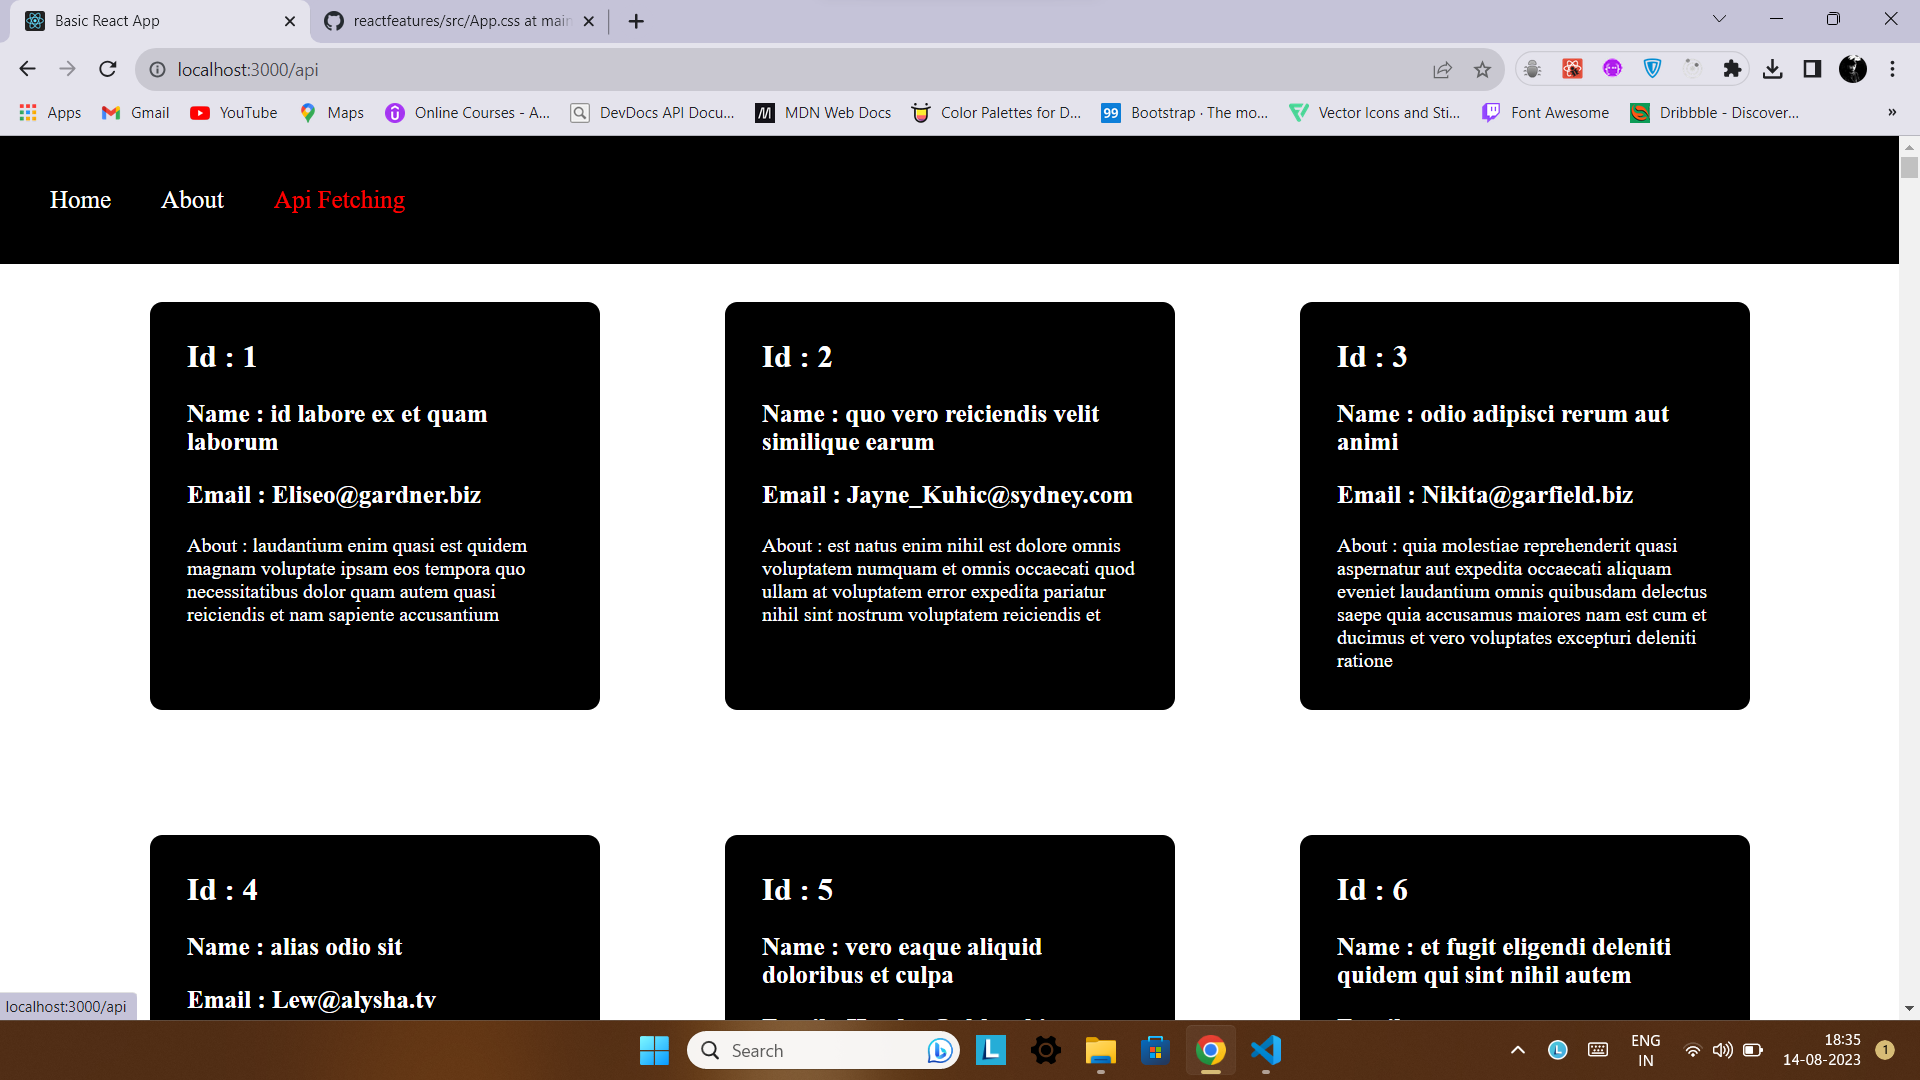 Basic React App
reactfeatures/src/App.css at main
localhost:3000/api
Apps
Gmail
YouTube
Maps
Online Courses - A...
DevDocs API Docu...
MDN Web Docs
Color Palettes for D...
99
Bootstrap · The mo...
Vector Icons and Sti...
Font Awesome
Dribbble - Discover...
»
Home
About
Api Fetching
Id : 1
Name : id labore ex et quam
laborum
Email : Eliseo@gardner.biz
About : laudantium enim quasi est quidem
magnam voluptate ipsam eos tempora quo
necessitatibus dolor quam autem quasi
reiciendis et nam sapiente accusantium
Id : 2
Name : quo vero reiciendis velit
similique earum
Email : Jayne_Kuhic@sydney.com
About : est natus enim nihil est dolore omnis
voluptatem numquam et omnis occaecati quod
ullam at voluptatem error expedita pariatur
nihil sint nostrum voluptatem reiciendis et
Id : 3
Name : odio adipisci rerum aut
animi
Email : Nikita@garfield.biz
About : quia molestiae reprehenderit quasi
aspernatur aut expedita occaecati aliquam
eveniet laudantium omnis quibusdam delectus
saepe quia accusamus maiores nam est cum et
ducimus et vero voluptates excepturi deleniti
ratione
Id : 4
Name : alias odio sit
Email : Lew@alysha.tv
Id : 5
Name : vero eaque aliquid
doloribus et culpa
Id : 6
Name : et fugit eligendi deleniti
quidem qui sint nihil autem
localhost:3000/api
Search
L
L
ENG
IN
18:35
14-08-2023
1